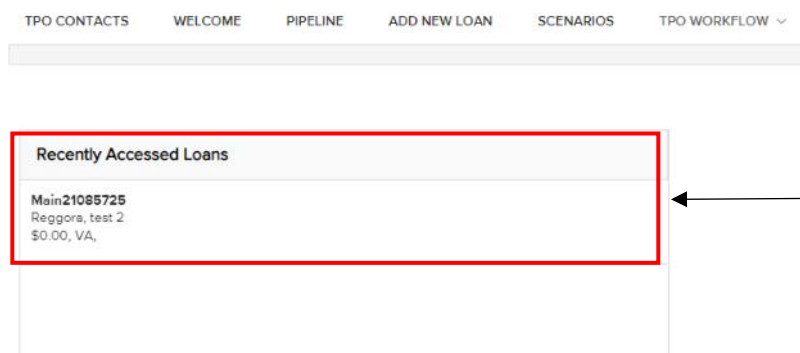 TPO CONTACTS WELCOME PIPELINE ADD NEW LOAN SCENARIOS TPO WORKFLOW
Recently Accessed Loans
Main21085725
Reggora, test 2
$0.00, VA,